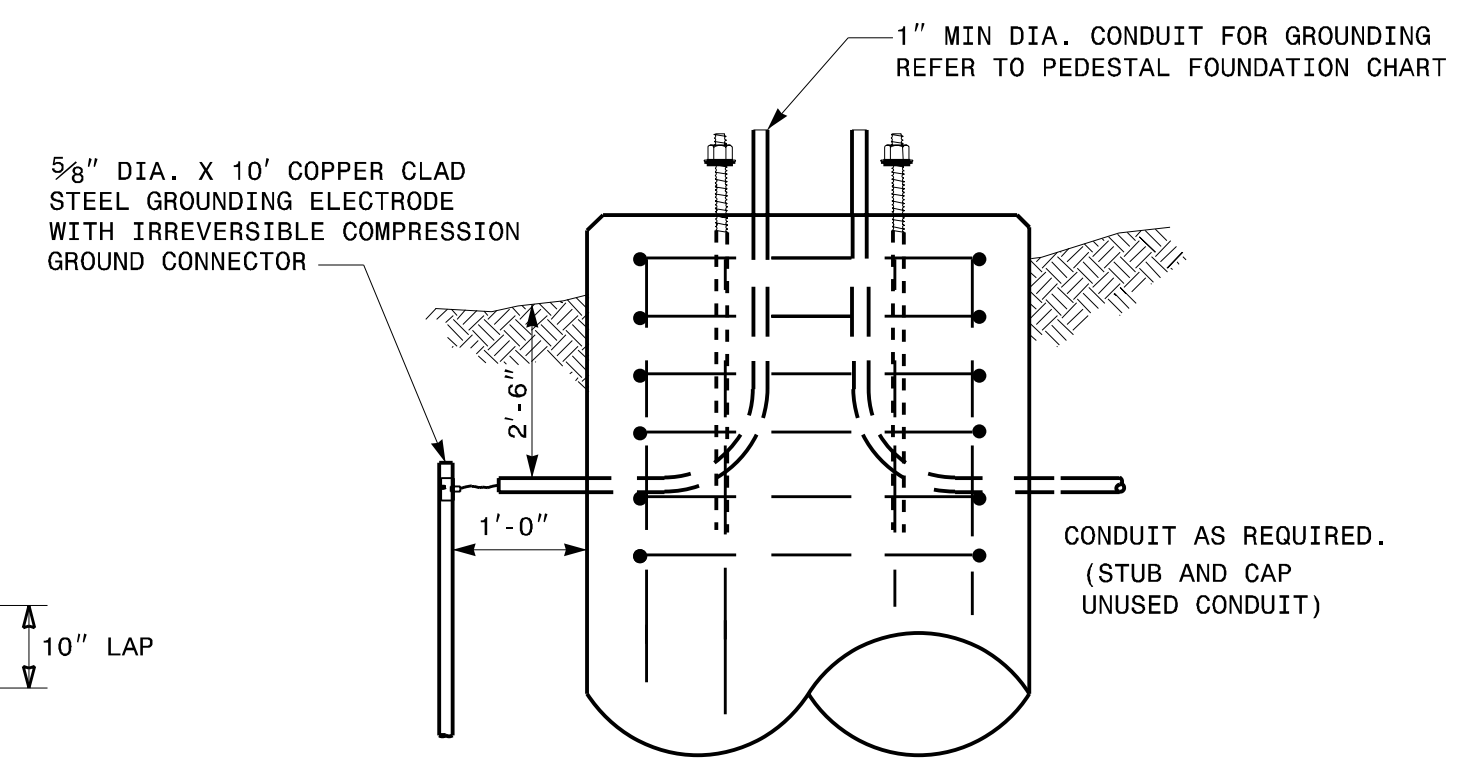 1" MIN DIA. CONDUIT FOR GROUNDING
REFER TO PEDESTAL FOUNDATION CHART
5/8" DIA. X 10' COPPER CLAD
STEEL GROUNDING ELECTRODE
WITH IRREVERSIBLE COMPRESSION
GROUND CONNECTOR
2'-6"
1'-0"
CONDUIT AS REQUIRED.
(STUB AND CAP
UNUSED CONDUIT)
10" LAP